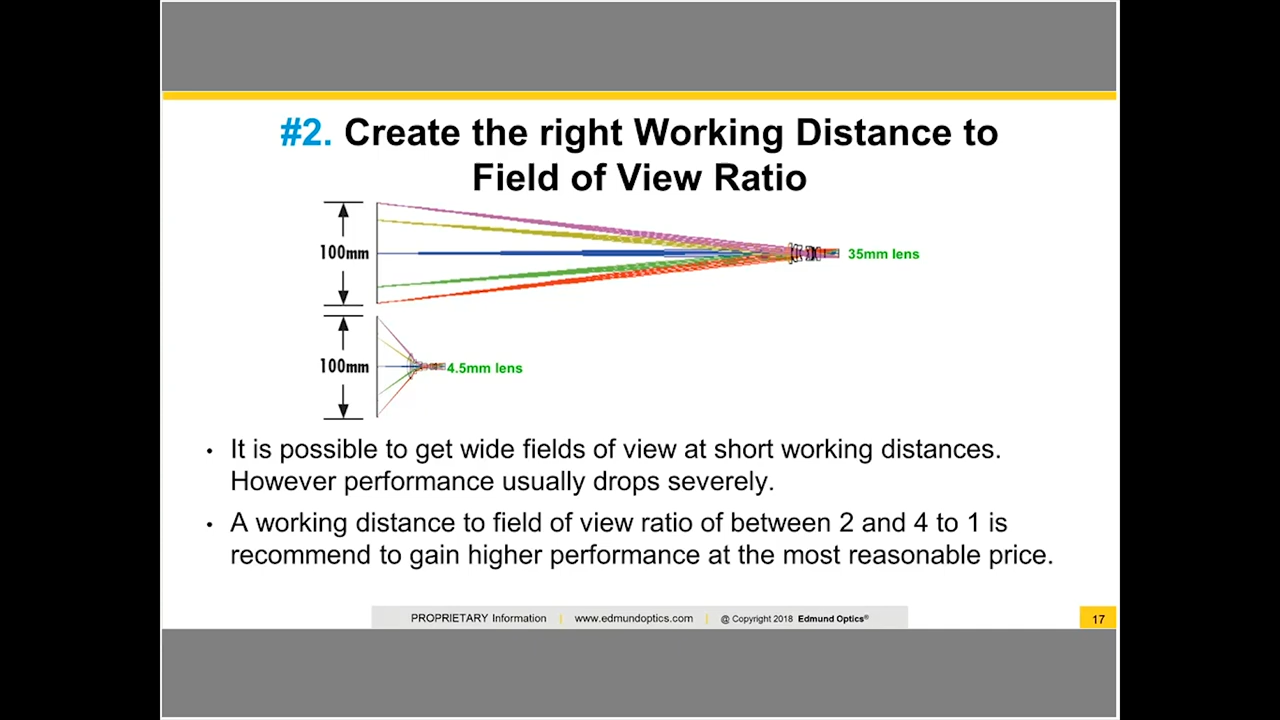 #2. Create the right Working Distance to
Field of View Ratio
100mm
35mm lens
100mm
4.5mm lens
• It is possible to get wide fields of view at short working distances.
However performance usually drops severely.
• A working distance to field of view ratio of between 2 and 4 to 1 is
recommend to gain higher performance at the most reasonable price.
PROPRIETARY Information | www.edmundoptics.com | @ Copyright 2018 Edmund Optics®
17